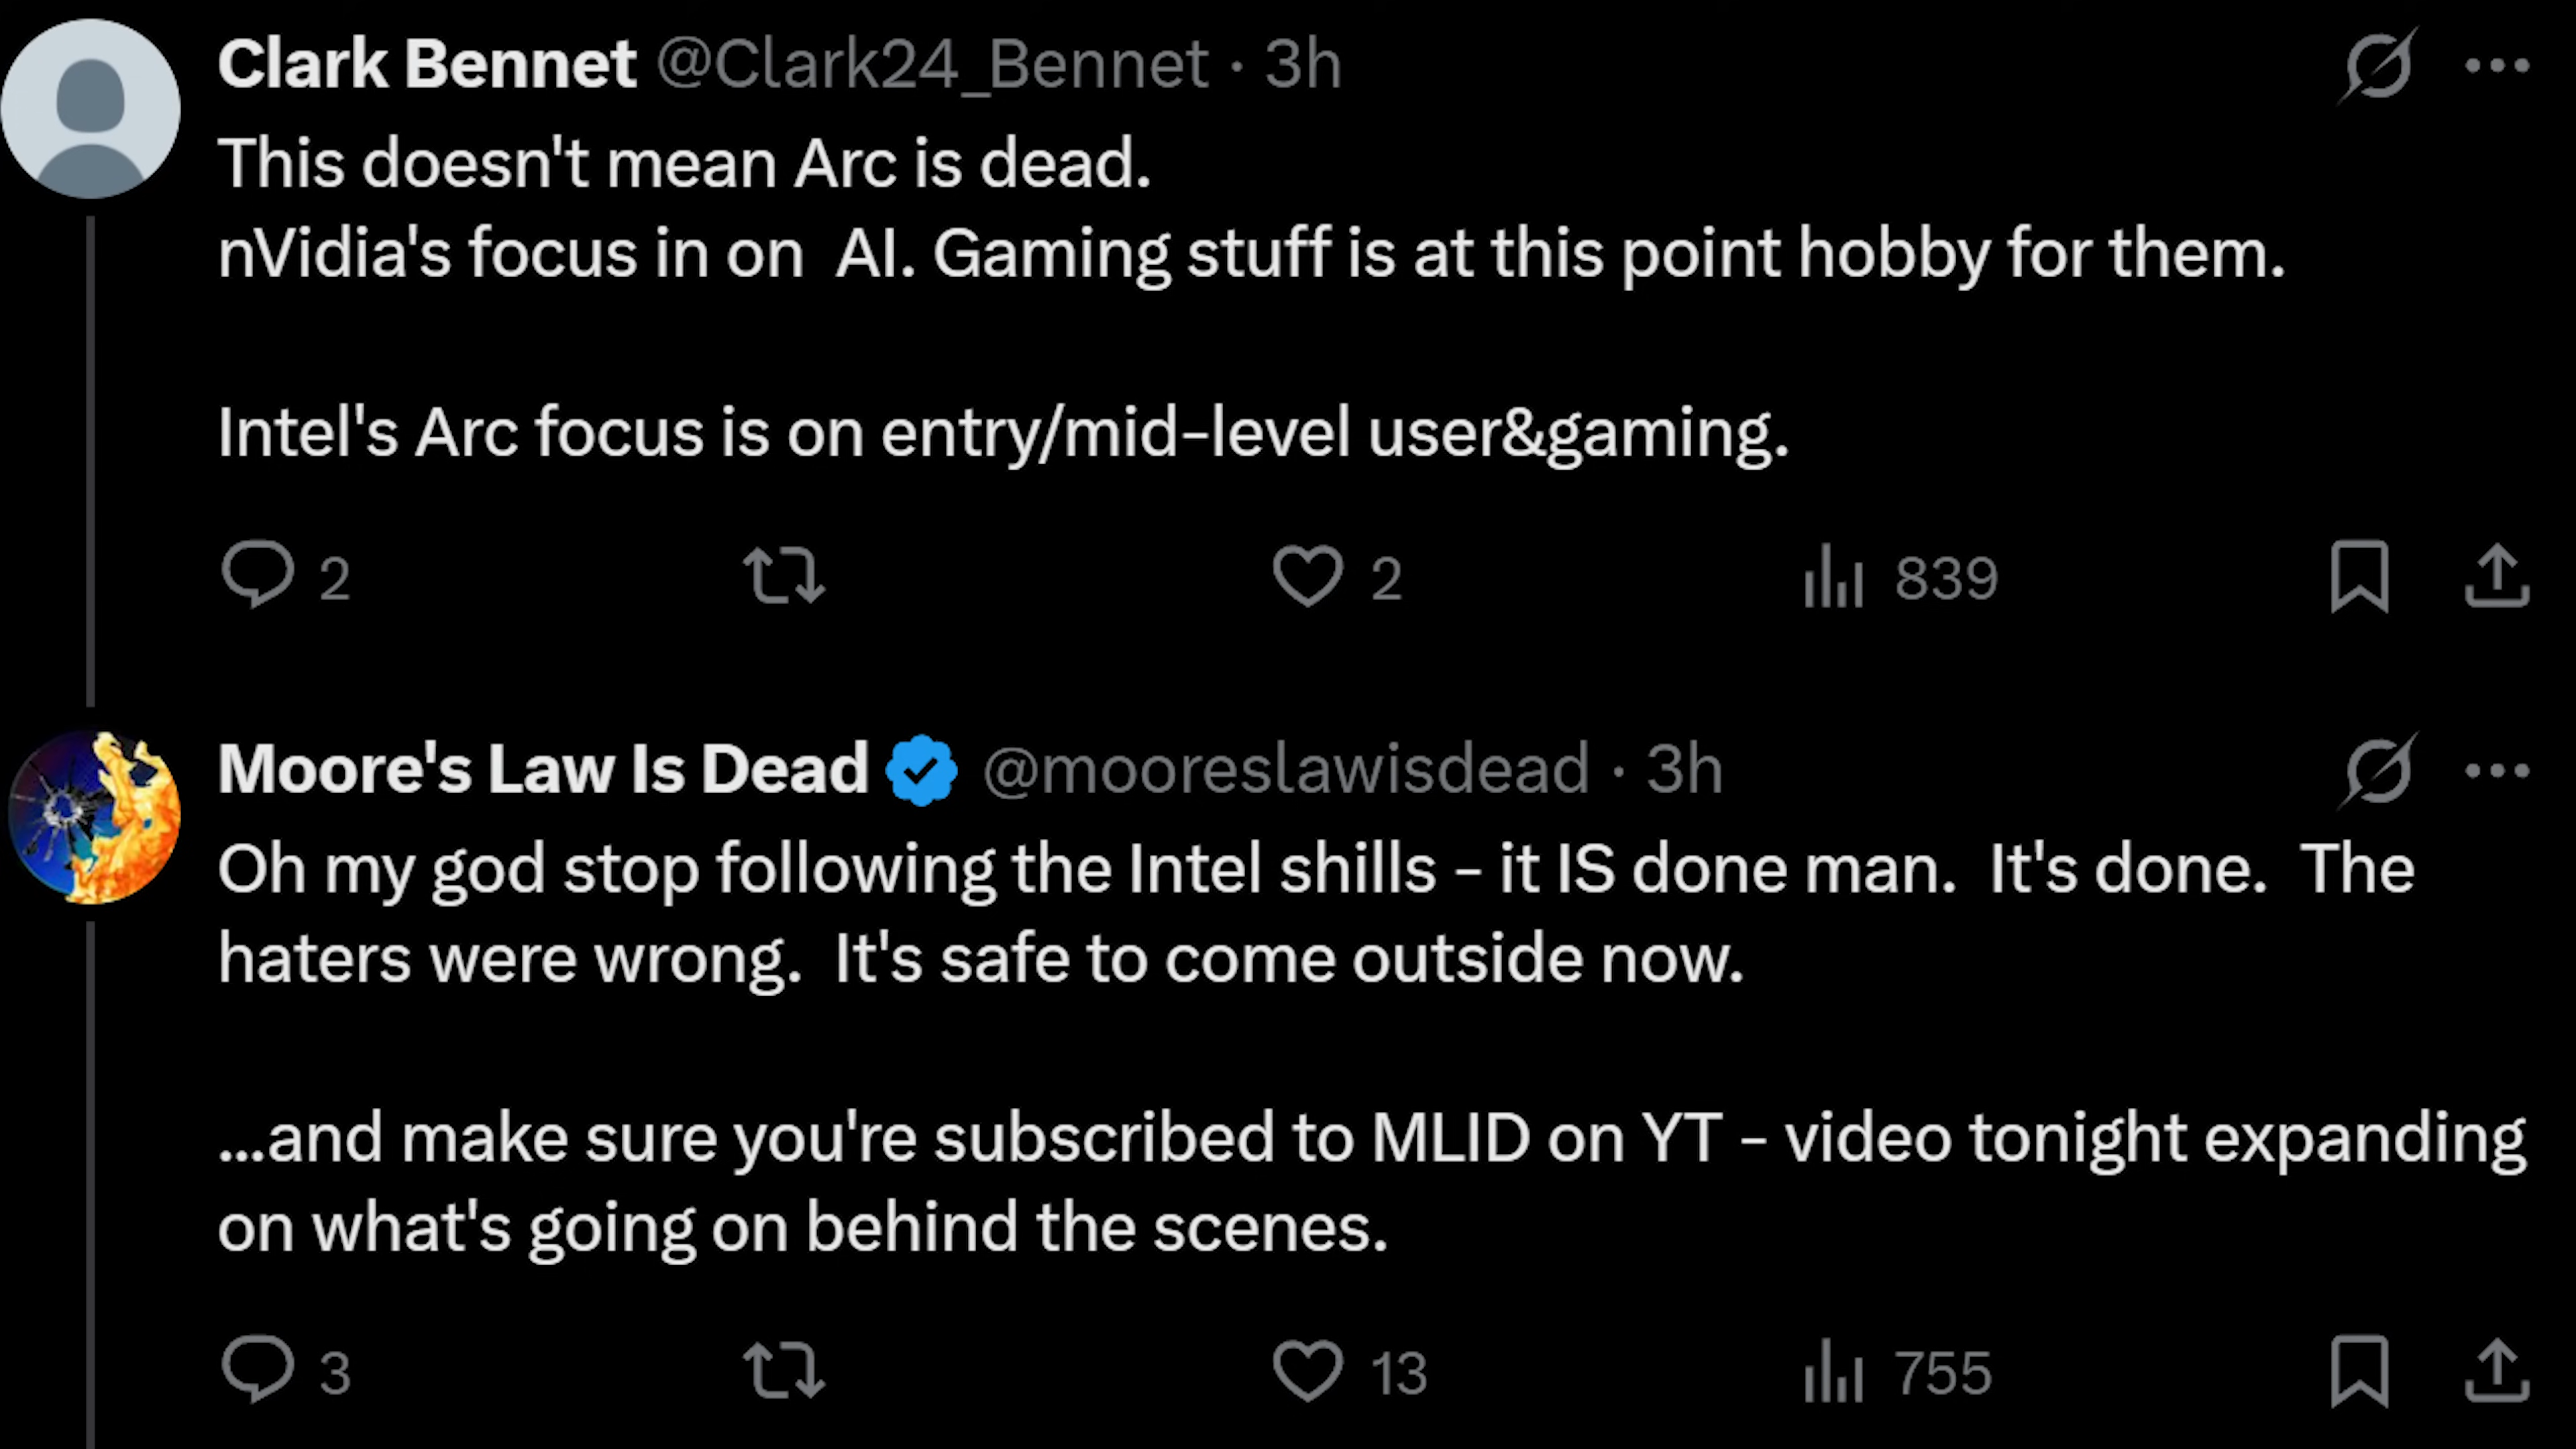 Clark Bennet @Clark24_Bennet · 3h
This doesn't mean Arc is dead.
nVidia's focus in on  AI. Gaming stuff is at this point hobby for them.
Intel's Arc focus is on entry/mid-level user&gaming.
2 2 839
Moore's Law Is Dead @mooreslawisdead · 3h
Oh my god stop following the Intel shills - it IS done man.  It's done.  The
haters were wrong.  It's safe to come outside now.
...and make sure you're subscribed to MLID on YT - video tonight expanding
on what's going on behind the scenes.
3 13 755